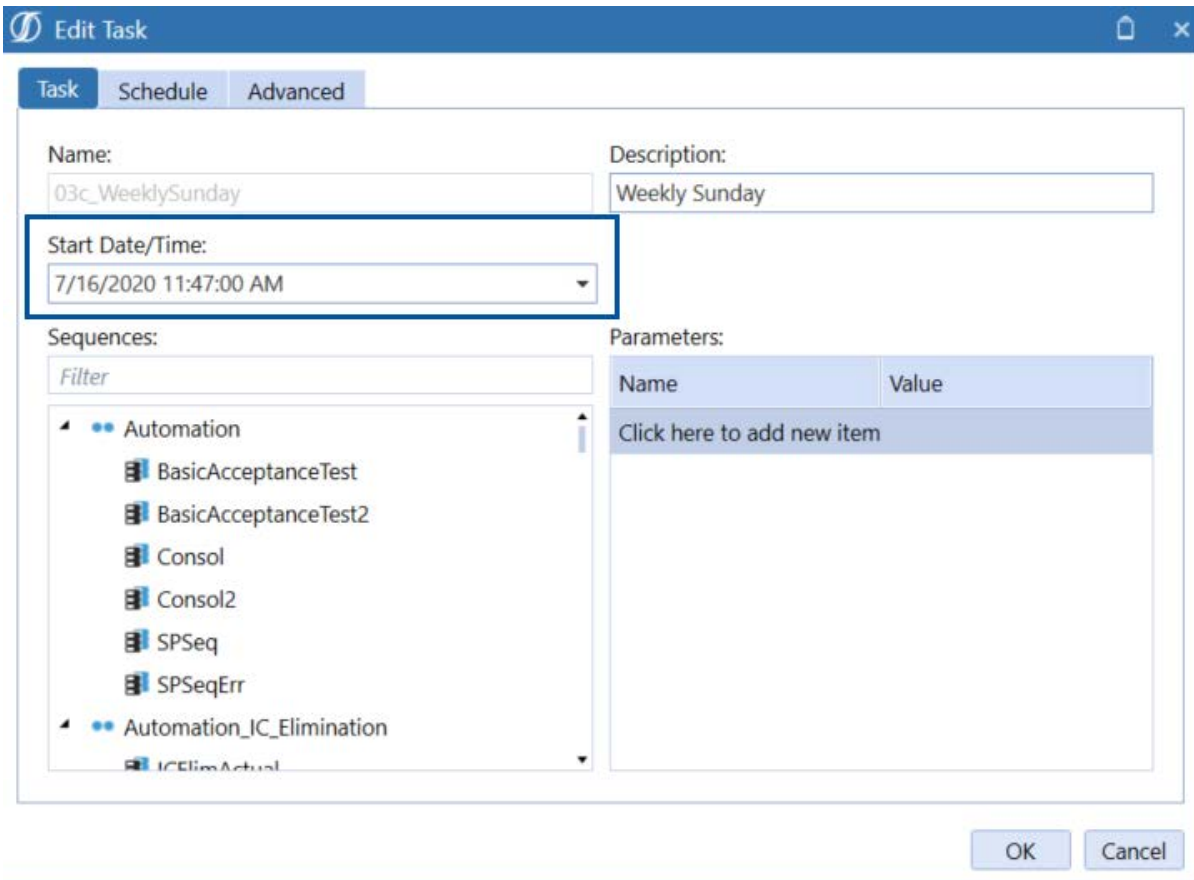 Edit Task
Task Schedule Advanced
Name: Description:
03c_WeeklySunday Weekly Sunday
Start Date/Time:
7/16/2020 11:47:00 AM
Sequences: Parameters:
Filter Name Value
Automation Click here to add new item
BasicAcceptanceTest
BasicAcceptanceTest2
Consol
Consol2
SPSeq
SPSeqErr
Automation_IC_Elimination
ICElimActual
OK Cancel